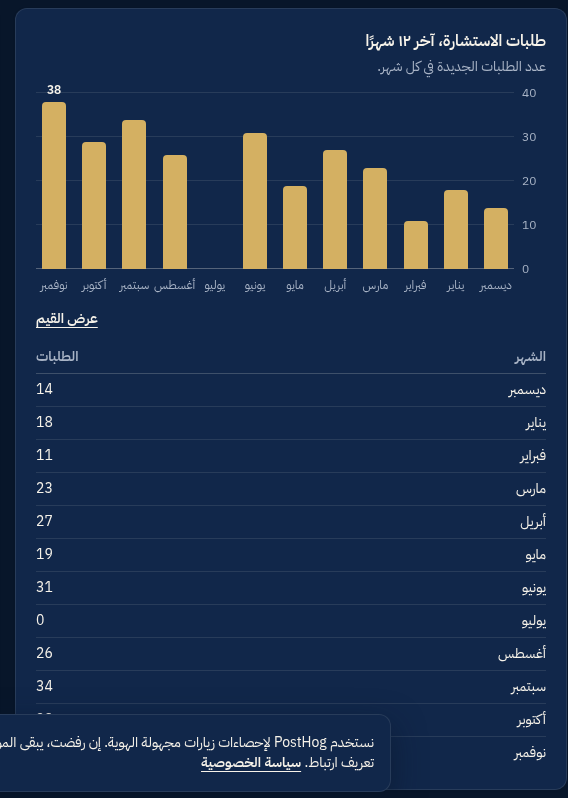 طلبات الاستشارة، آخر ١٢ شهرًا
عدد الطلبات الجديدة في كل شهر.
38
40
30
20
10
0
ديسمبر يناير فبراير مارس أبريل مايو يونيو يوليو أغسطس سبتمبر أكتوبر نوفمبر
عرض القيم
الشهر الطلبات
ديسمبر 14
يناير 18
فبراير 11
مارس 23
أبريل 27
مايو 19
يونيو 31
يوليو 0
أغسطس 26
سبتمبر 34
أكتوبر
نوفمبر
نستخدم PostHog لإحصاءات زيارات مجهولة الهوية. إن رفضت، يبقى
تعريف ارتباط. سياسة الخصوصية